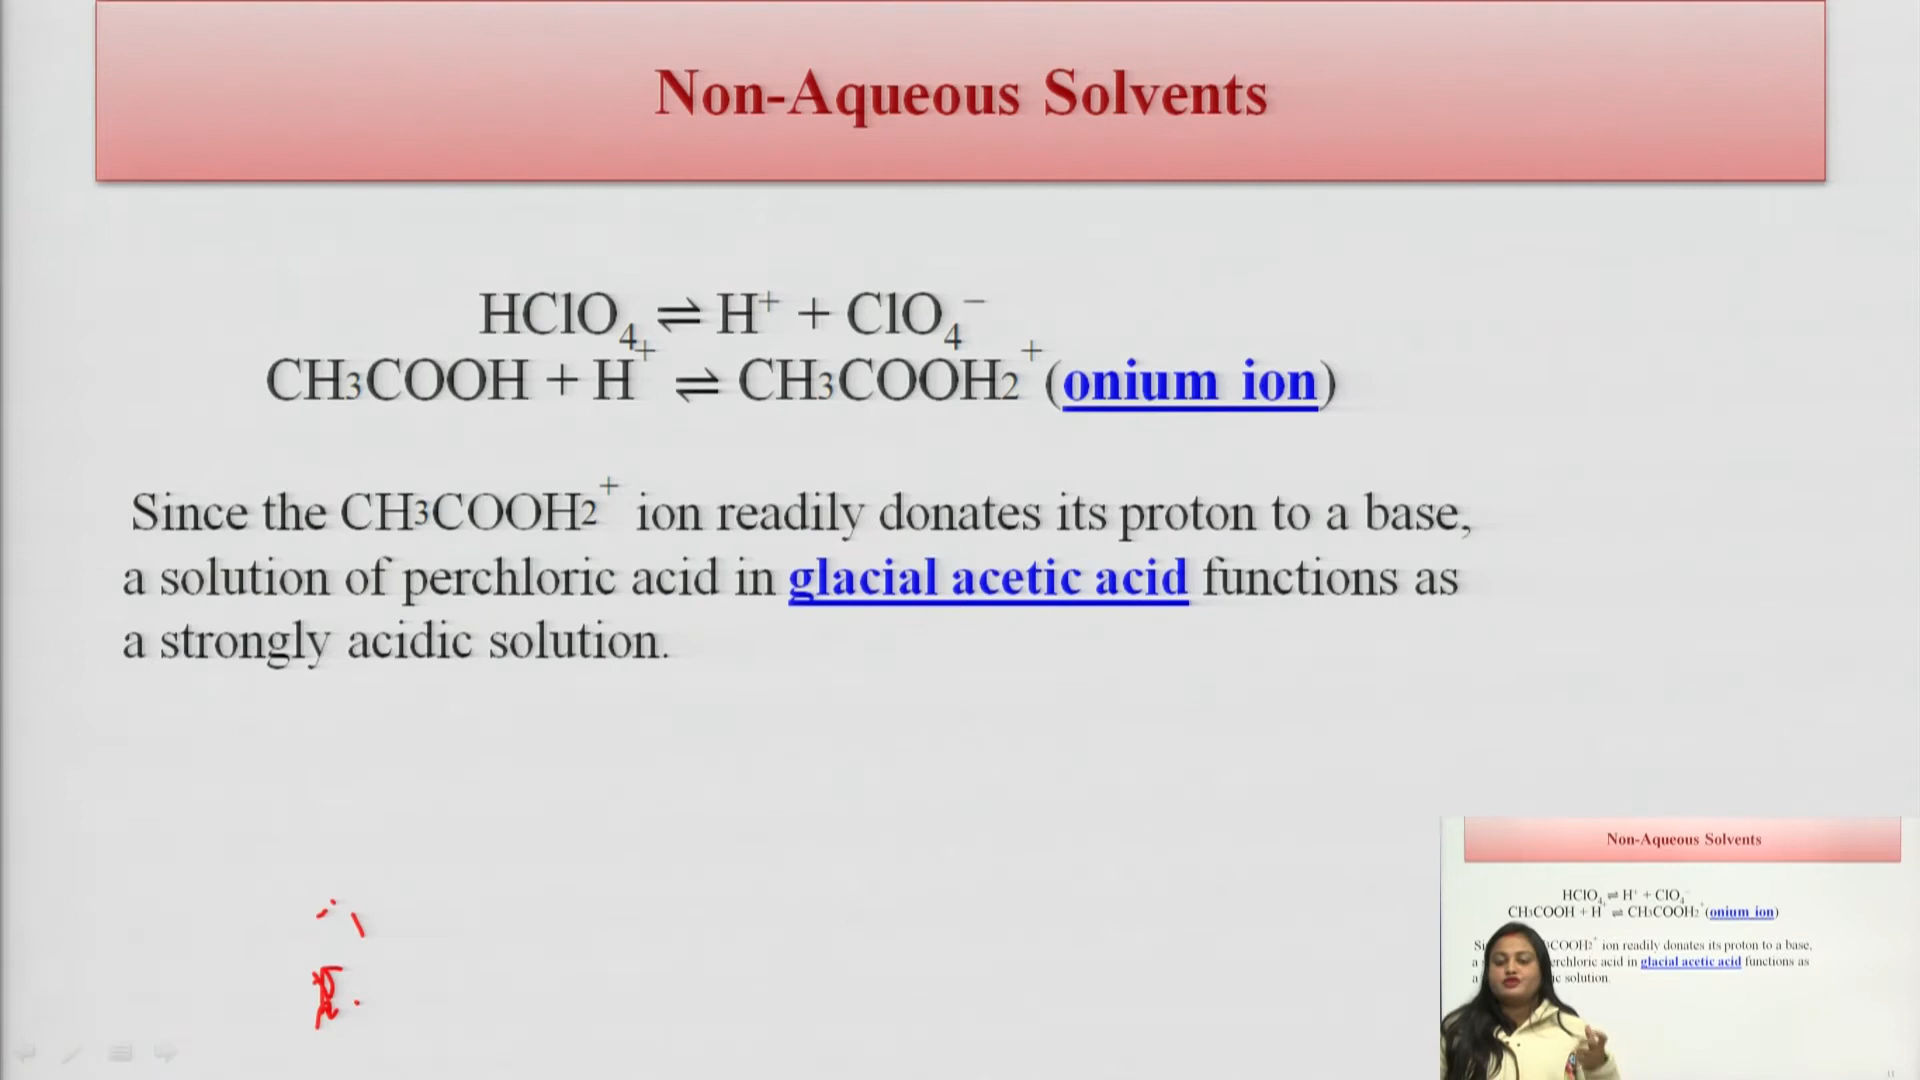 Non-Aqueous Solvents
HClO₄ ⇌ H⁺ + ClO₄⁻
CH₃COOH + H⁺ ⇌ CH₃COOH₂⁺ (onium ion)
Since the CH₃COOH₂⁺ ion readily donates its proton to a base,
a solution of perchloric acid in glacial acetic acid functions as
a strongly acidic solution.
Non-Aqueous Solvents
HClO₄ ⇌ H⁺ + ClO₄
CH₃COOH + H⁺ ⇌ CH₃COOH₂⁺ (onium ion)
COOH₂⁺ ion readily donates its proton to a base,
acid in glacial acetic acid functions as
solution.
11